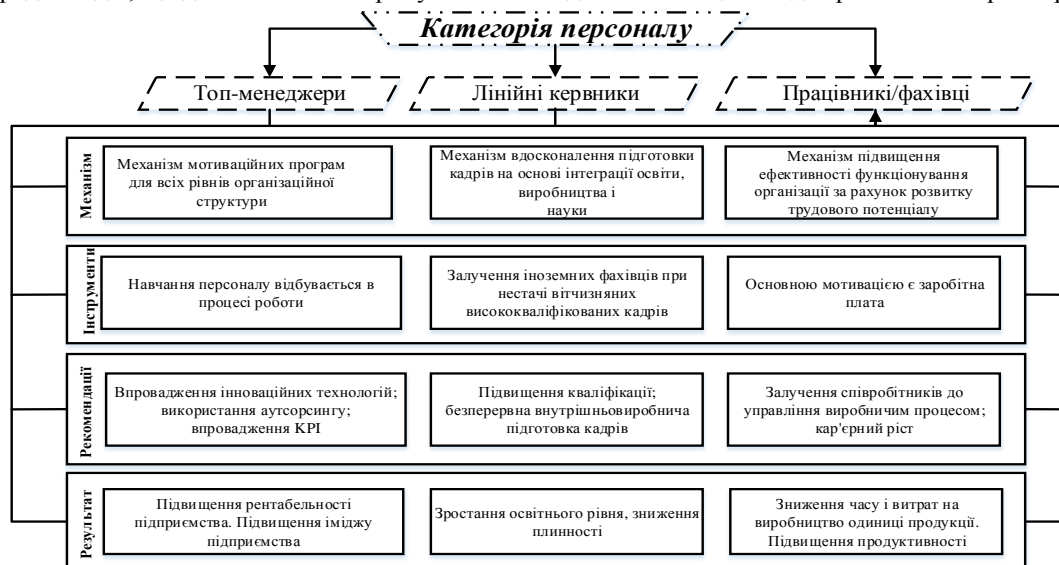 Категорія персоналу
Топ-менеджери
Лінійні кервники
Працівникі/фахівці
Механізм
Механізм мотиваційних програм
для всіх рівнів організаційної
структури
Механізм вдосконалення підготовки
кадрів на основі інтеграції освіти,
виробництва і
науки
Механізм підвищення
ефективності функціонування
організації за рахунок розвитку
трудового потенціалу
Інструменти
Навчання персоналу відбувається в
процесі роботи
Залучення іноземних фахівців при
нестачі вітчизняних
висококваліфікованих кадрів
Основною мотивацією є заробітна
плата
Рекомендації
Впровадження інноваційних технологій;
використання аутсорсингу;
впровадження KPI
Підвищення кваліфікації;
безперервна внутрішньовиробнича
підготовка кадрів
Залучення співробітників до
управління виробничим процесом;
кар'єрний ріст
Результат
Підвищення рентабельності
підприємства. Підвищення іміджу
підприємства
Зростання освітнього рівня, зниження
плинності
Зниження часу і витрат на
виробництво одиниці продукції.
Підвищення продуктивності